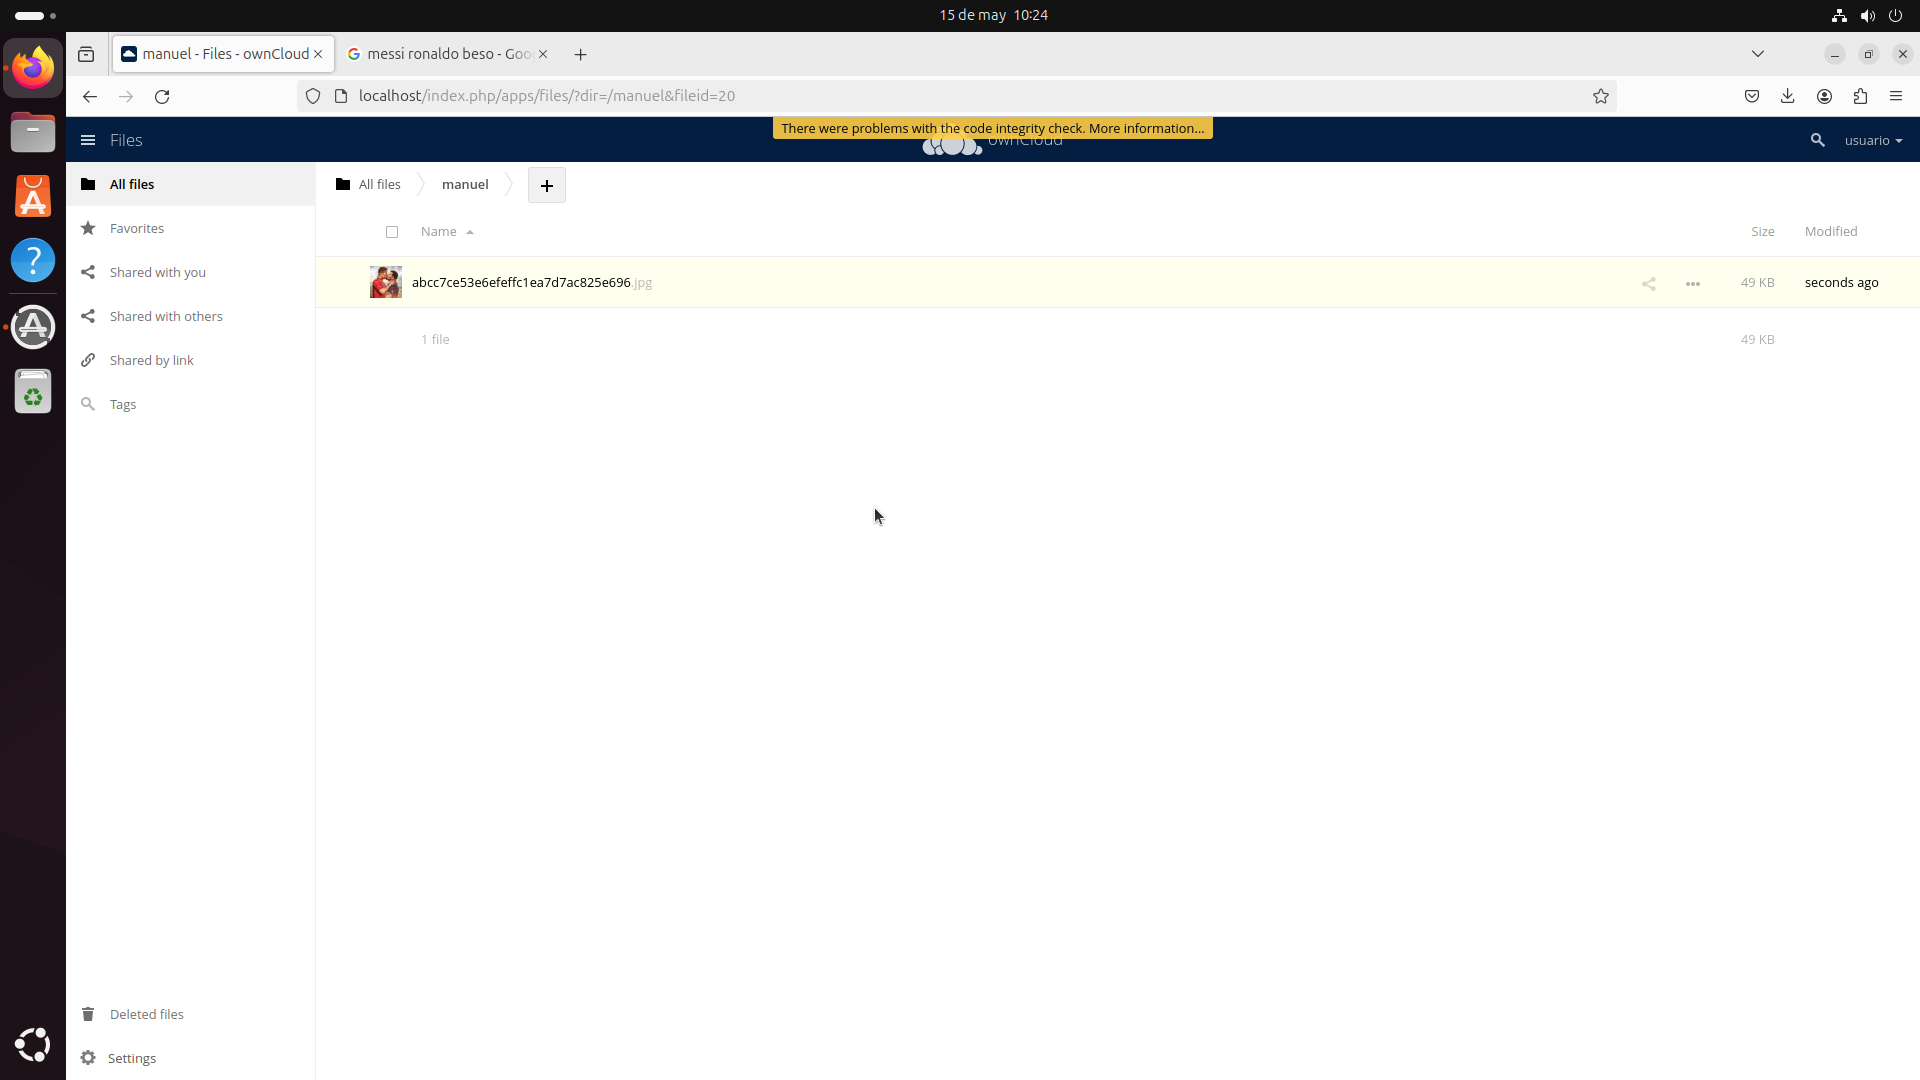 15 de may 10:24
manuel - Files - ownCloud
messi ronaldo beso - Goo
localhost/index.php/apps/files/?dir=/manuel&fileid=20
There were problems with the code integrity check. More information...
Files
ownCloud
usuario
All files
All files
manuel
Favorites
Name
Size
Modified
Shared with you
abcc7ce53e6efeffc1ea7d7ac825e696.jpg
49 KB
seconds ago
Shared with others
1 file
49 KB
Shared by link
Tags
Deleted files
Settings